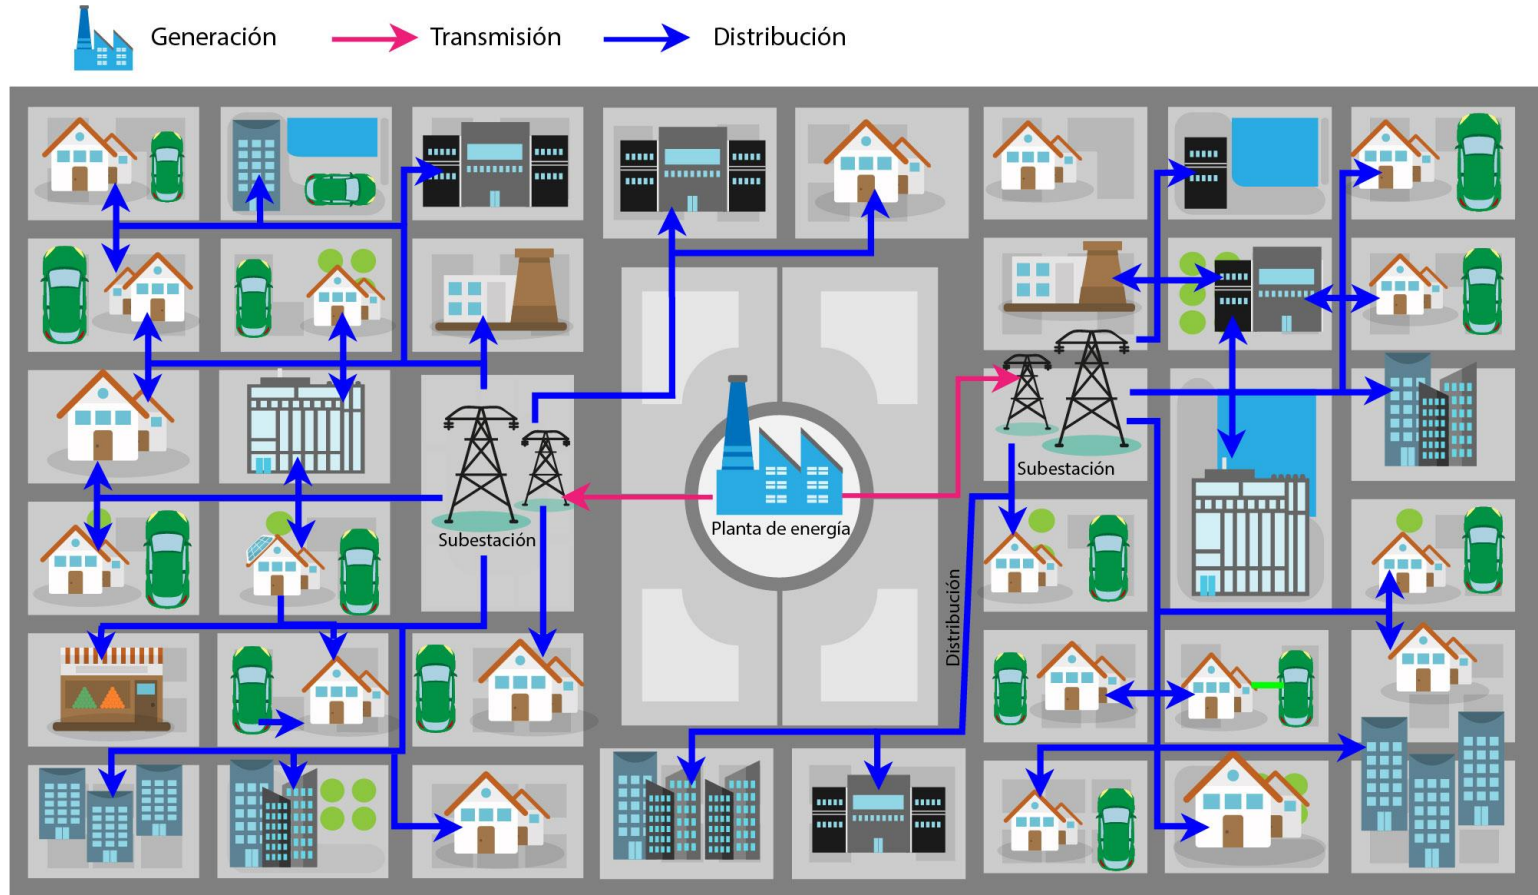 Generación
Transmisión
Distribución
Subestación
Planta de energía
Subestación
Distribución